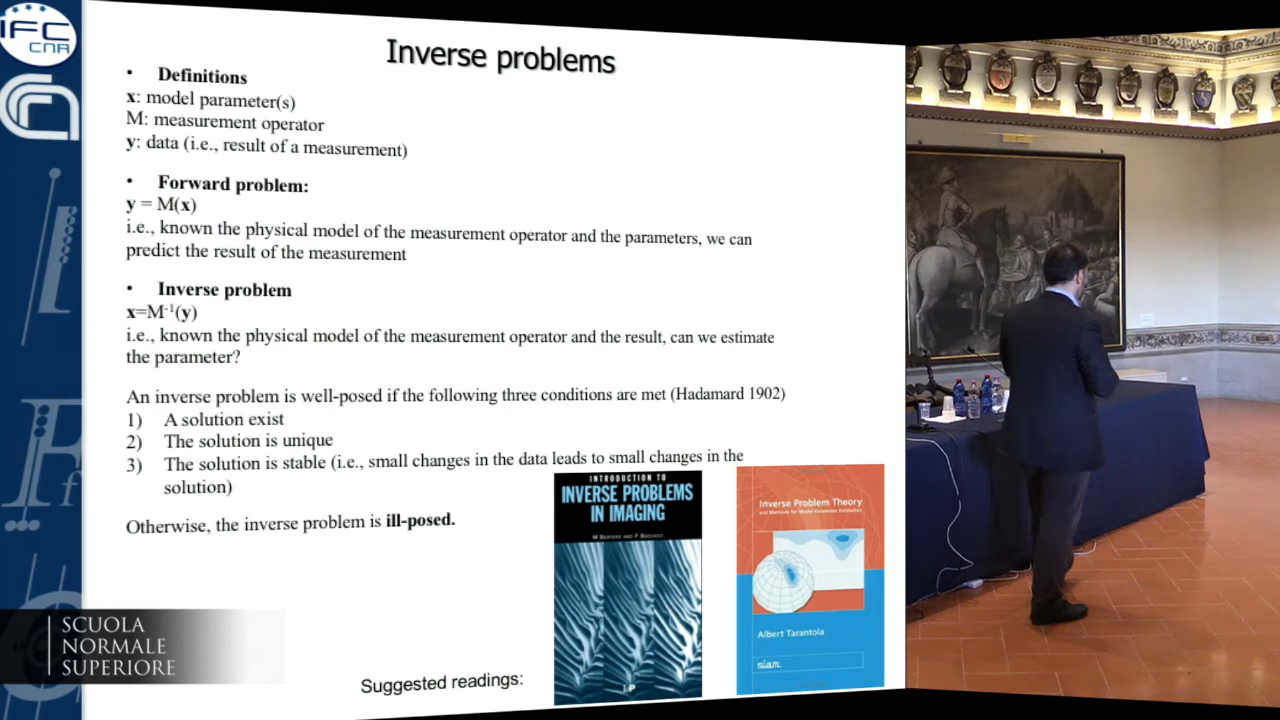 IFC
CNR
Inverse problems
• Definitions
x: model parameter(s)
M: measurement operator
y: data (i.e., result of a measurement)
• Forward problem:
y = M(x)
i.e., known the physical model of the measurement operator and the parameters, we can
predict the result of the measurement
• Inverse problem
x=M⁻¹(y)
i.e., known the physical model of the measurement operator and the result, can we estimate
the parameter?
An inverse problem is well-posed if the following three conditions are met (Hadamard 1902)
1) A solution exist
2) The solution is unique
3) The solution is stable (i.e., small changes in the data leads to small changes in the
solution)
Otherwise, the inverse problem is ill-posed.
INTRODUCTION TO
INVERSE PROBLEMS
IN IMAGING
M BERTERO AND P BOCCACCI
Inverse Problem Theory
and Methods for Model Parameter Estimation
Albert Tarantola
siam
Suggested readings:
SCUOLA
NORMALE
SUPERIORE